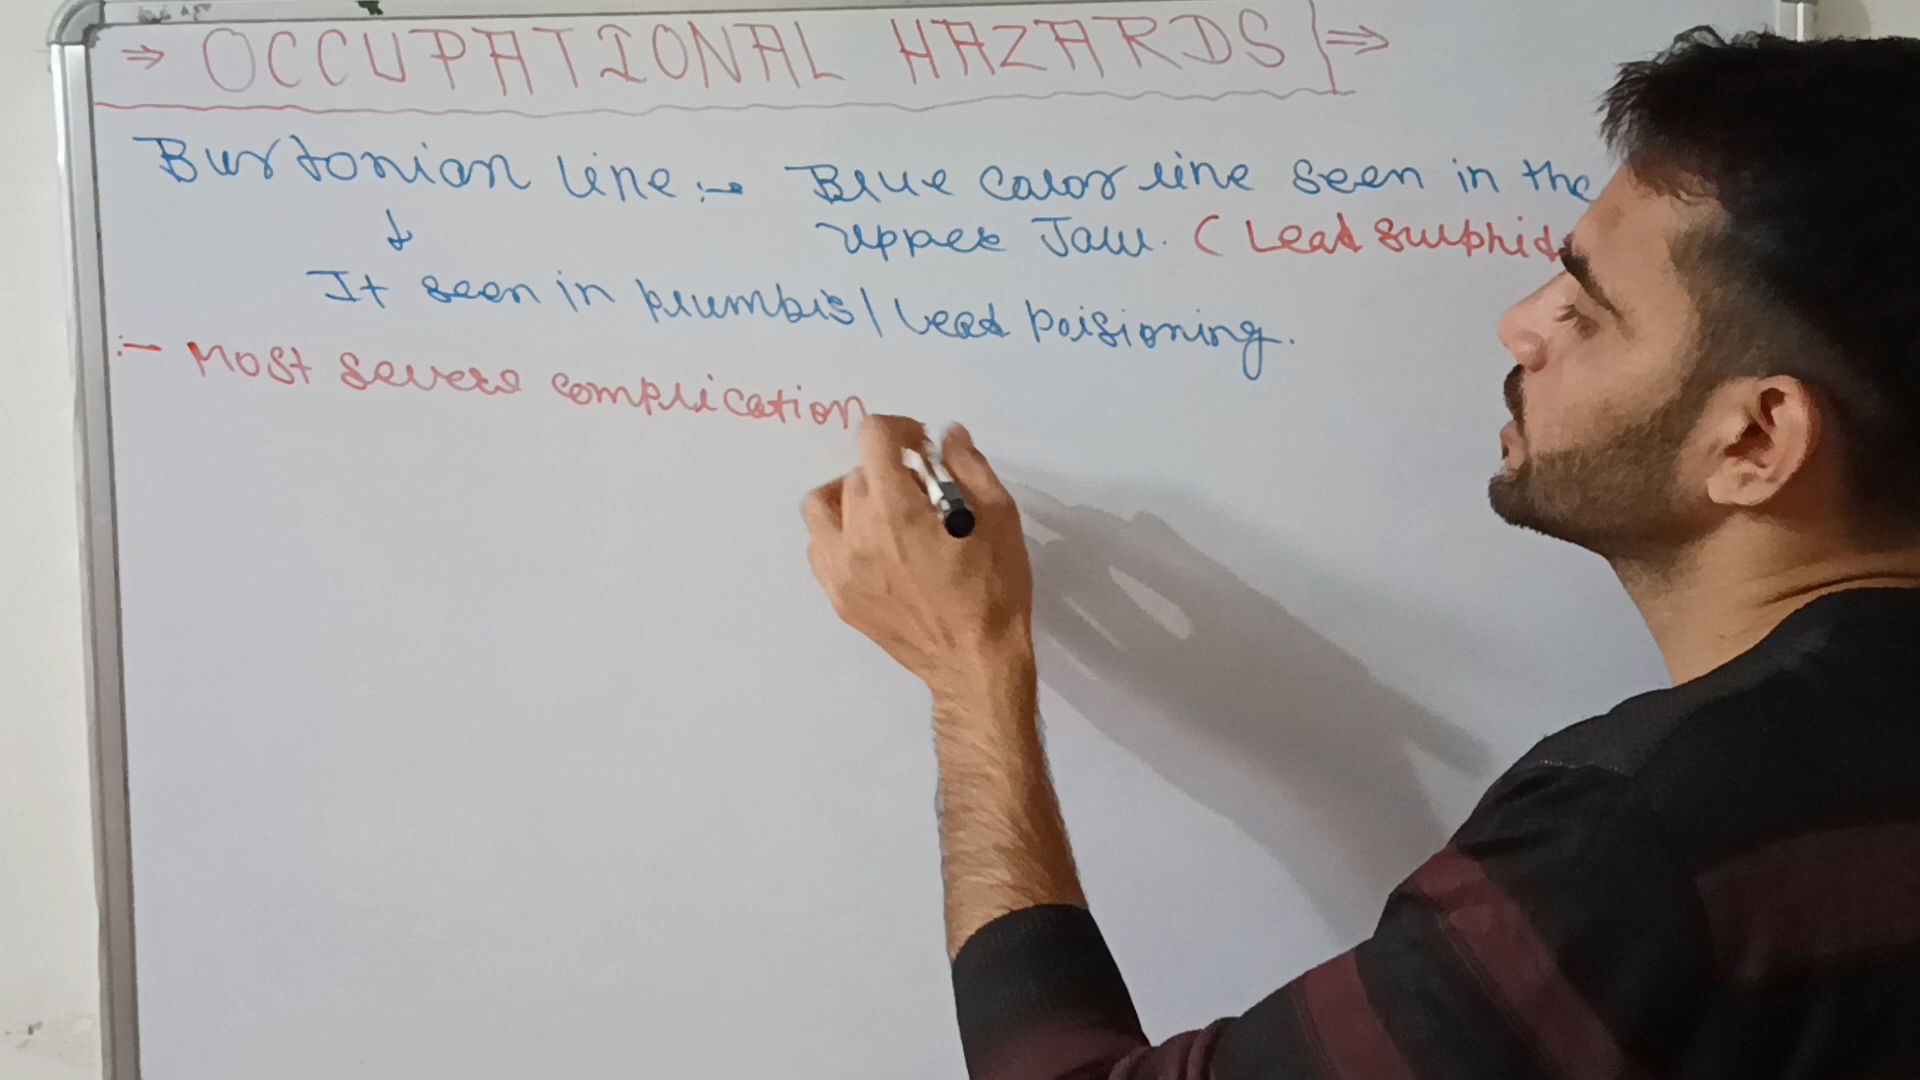 ⇒ OCCUPATIONAL HAZARDS ⇒
Burtonian line :→ Blue color line seen in the
upper Jaw. (Lead sulphid
↓
It seen in plumbis/ Lead Poisioning.
:- Most severe complication